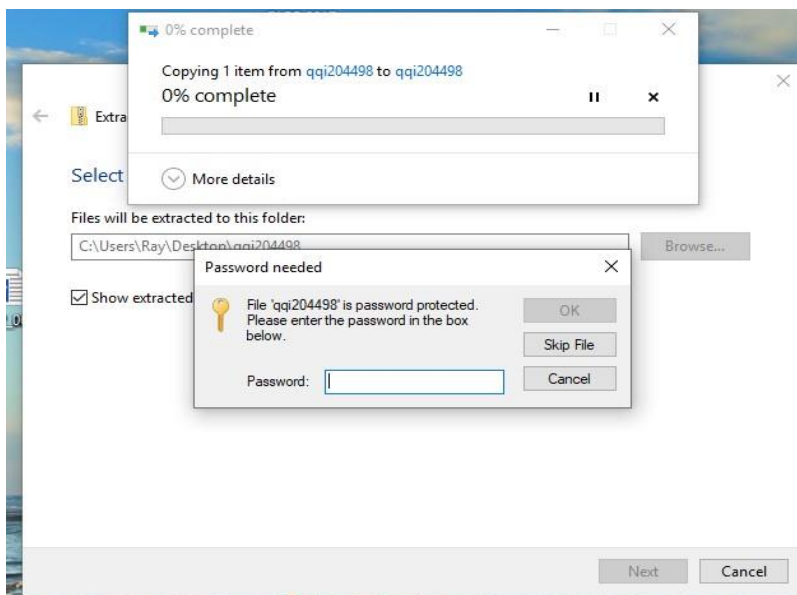 0% complete
Copying 1 item from qqi204498 to qqi204498
0% complete
More details
Extra
Select
Files will be extracted to this folder:
C:\Users\Ray\Desktop\qqi204498
Browse...
Show extracted
Password needed
File 'qqi204498' is password protected.
Please enter the password in the box
below.
Password:
OK
Skip File
Cancel
Next
Cancel